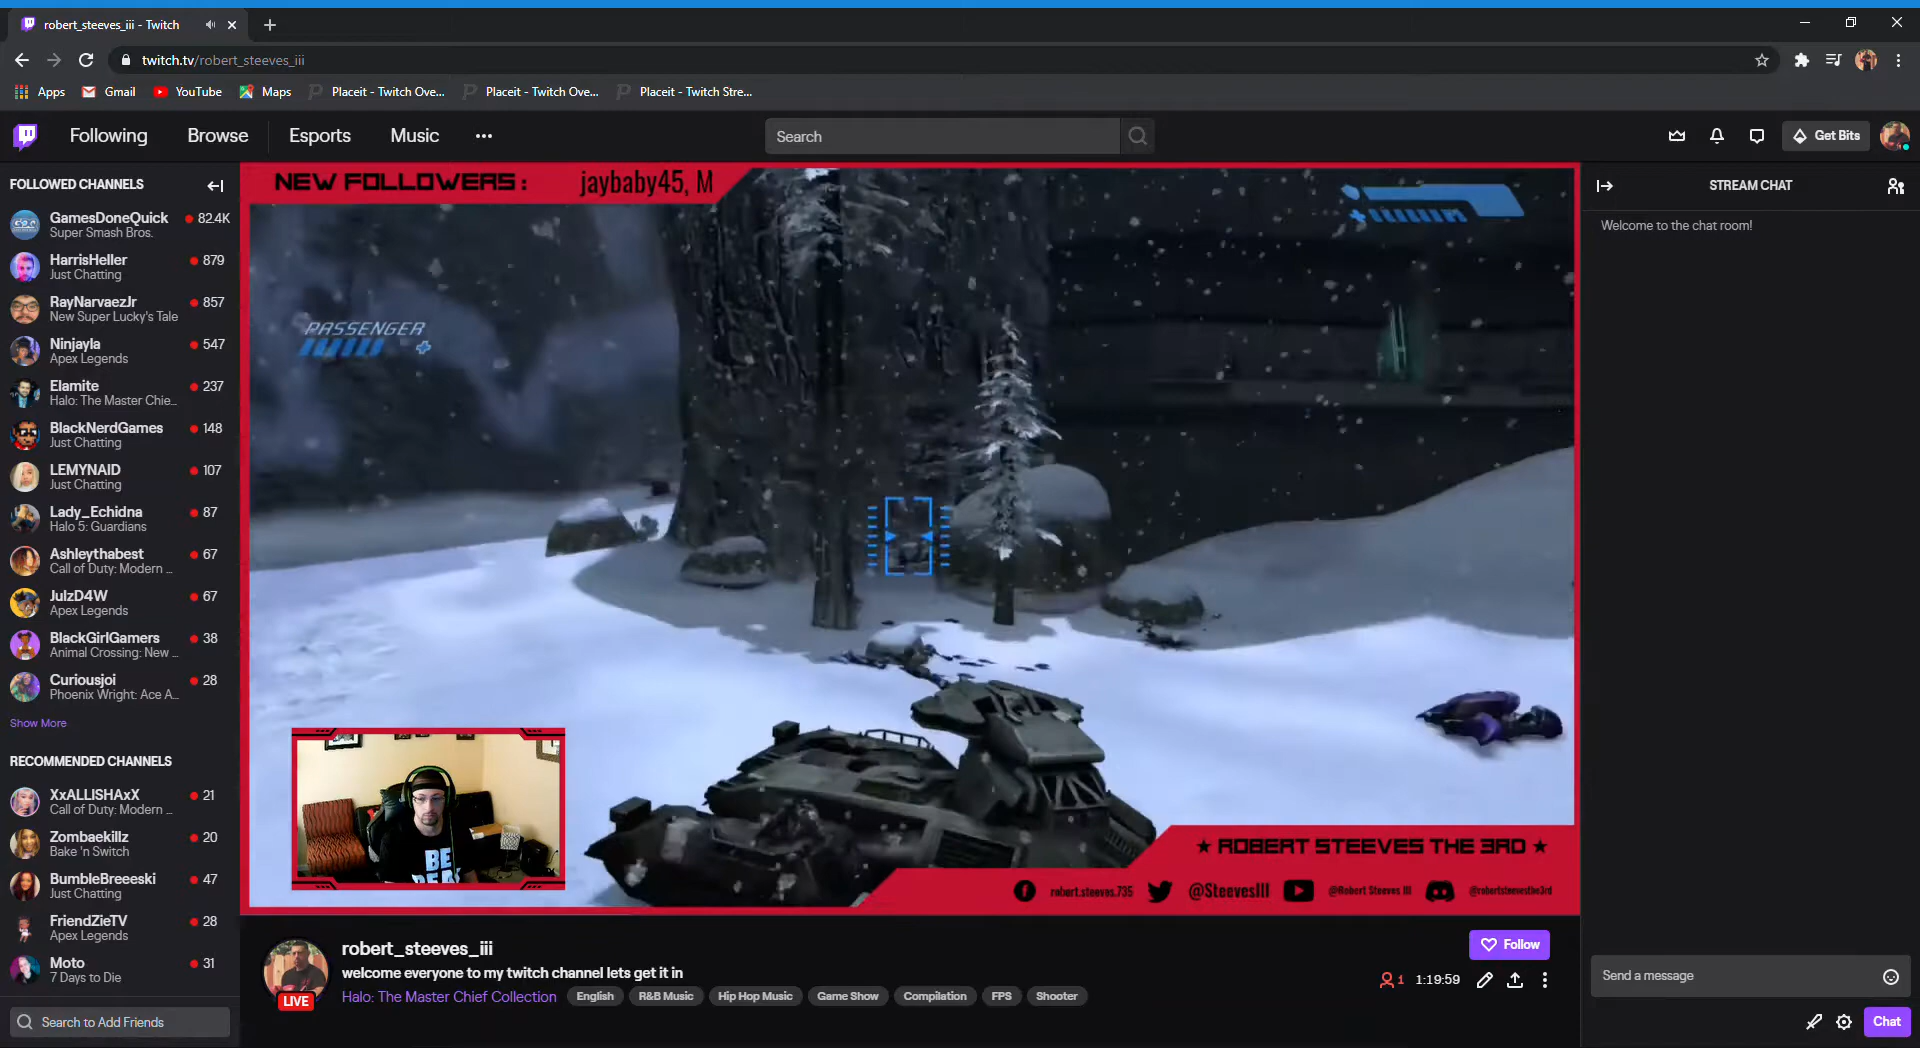 robert_steeves_iii - Twitch
twitch.tv/robert_steeves_iii
Apps
Gmail
YouTube
Maps
Placeit - Twitch Ove...
Placeit - Twitch Ove...
Placeit - Twitch Stre...
Following
Browse
Esports
Music
Search
Get Bits
FOLLOWED CHANNELS
GamesDoneQuick 82.4K
Super Smash Bros.
HarrisHeller 879
Just Chatting
RayNarvaezJr 857
New Super Lucky's Tale
Ninjayla 547
Apex Legends
Elamite 237
Halo: The Master Chie...
BlackNerdGames 148
Just Chatting
LEMYNAID 107
Just Chatting
Lady_Echidna 87
Halo 5: Guardians
Ashleythabest 67
Call of Duty: Modern ...
JulzD4W 67
Apex Legends
BlackGirlGamers 38
Animal Crossing: New ...
Curiousjoi 28
Phoenix Wright: Ace A...
Show More
RECOMMENDED CHANNELS
XxALLISHAxX 21
Call of Duty: Modern ...
Zombaekillz 20
Bake 'n Switch
BumbleBreeeski 47
Just Chatting
FriendZieTV 28
Apex Legends
Moto 31
7 Days to Die
Search to Add Friends
NEW FOLLOWERS : jaybaby45, M
PASSENGER
BE
★ ROBERT STEEVES THE 3RD ★
robert.steeves.735
@SteevesIII
@Robert Steeves III
@robertsteevesthe3rd
LIVE
robert_steeves_iii
welcome everyone to my twitch channel lets get it in
Halo: The Master Chief Collection
English
R&B Music
Hip Hop Music
Game Show
Compilation
FPS
Shooter
Follow
1
1:19:59
STREAM CHAT
Welcome to the chat room!
Send a message
Chat